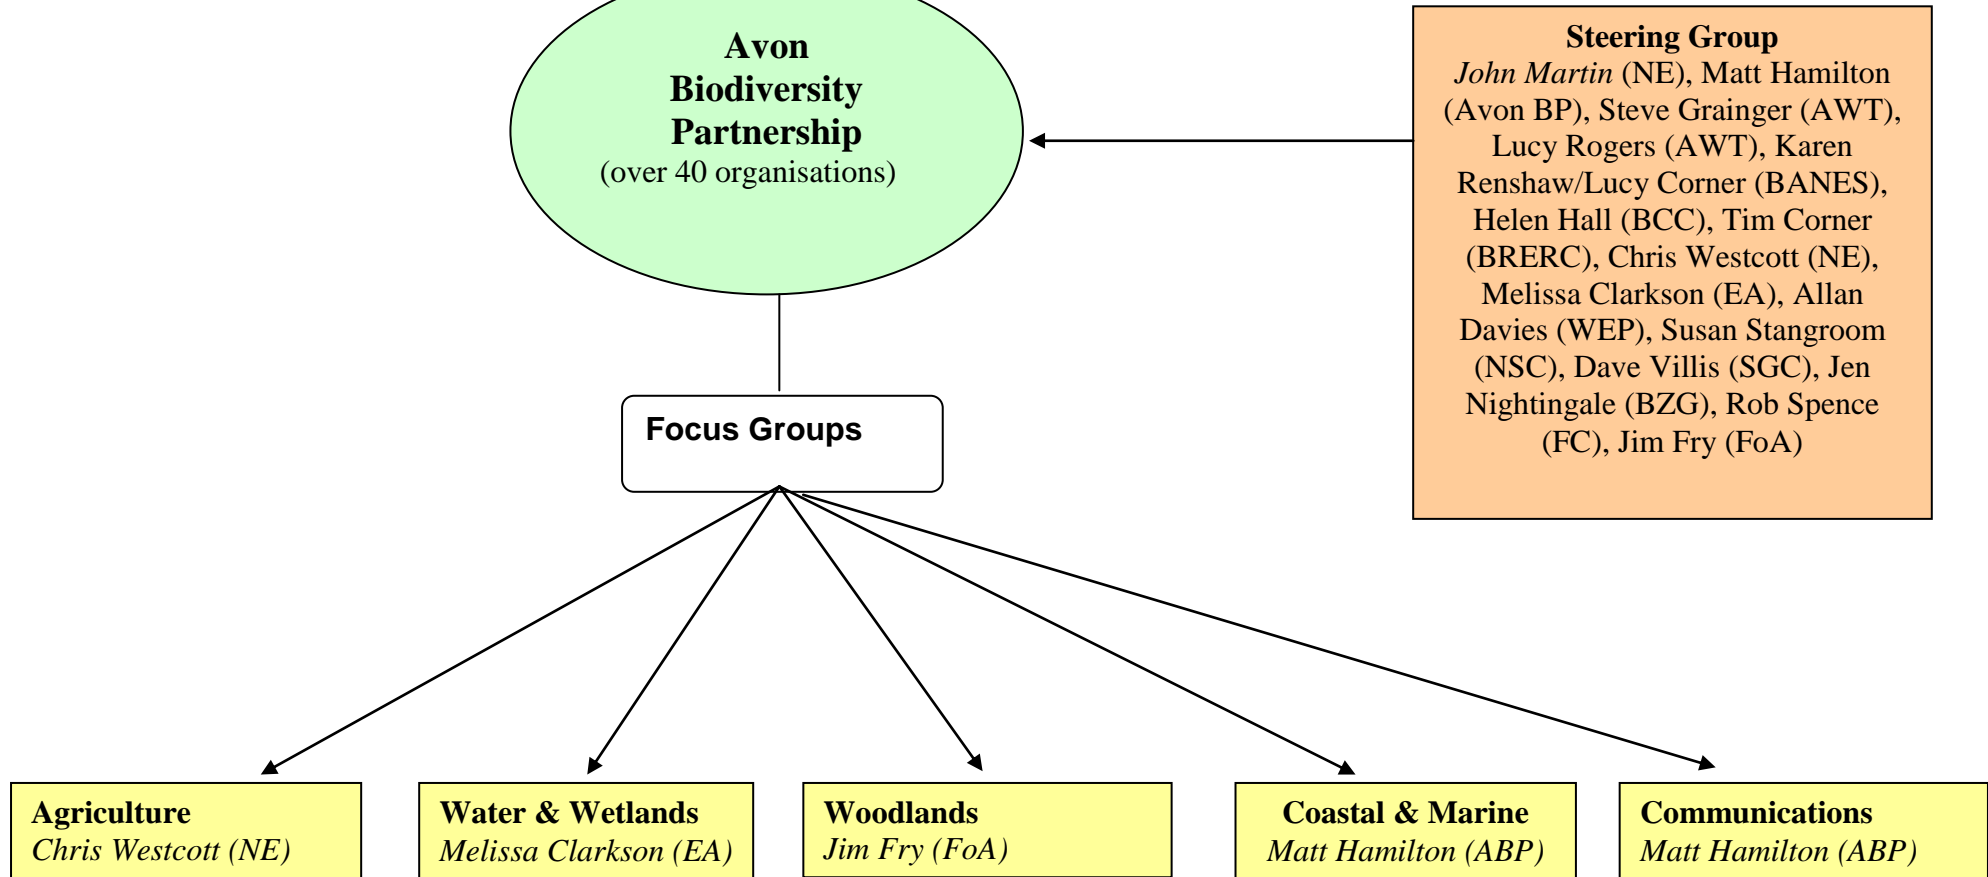 Avon
Biodiversity
Partnership
(over 40 organisations)
Steering Group
John Martin (NE), Matt Hamilton
(Avon BP), Steve Grainger (AWT),
Lucy Rogers (AWT), Karen
Renshaw/Lucy Corner (BANES),
Helen Hall (BCC), Tim Corner
(BRERC), Chris Westcott (NE),
Melissa Clarkson (EA), Allan
Davies (WEP), Susan Stangroom
(NSC), Dave Villis (SGC), Jen
Nightingale (BZG), Rob Spence
(FC), Jim Fry (FoA)
Focus Groups
Agriculture
Chris Westcott (NE)
Water & Wetlands
Melissa Clarkson (EA)
Woodlands
Jim Fry (FoA)
Coastal & Marine
Matt Hamilton (ABP)
Communications
Matt Hamilton (ABP)